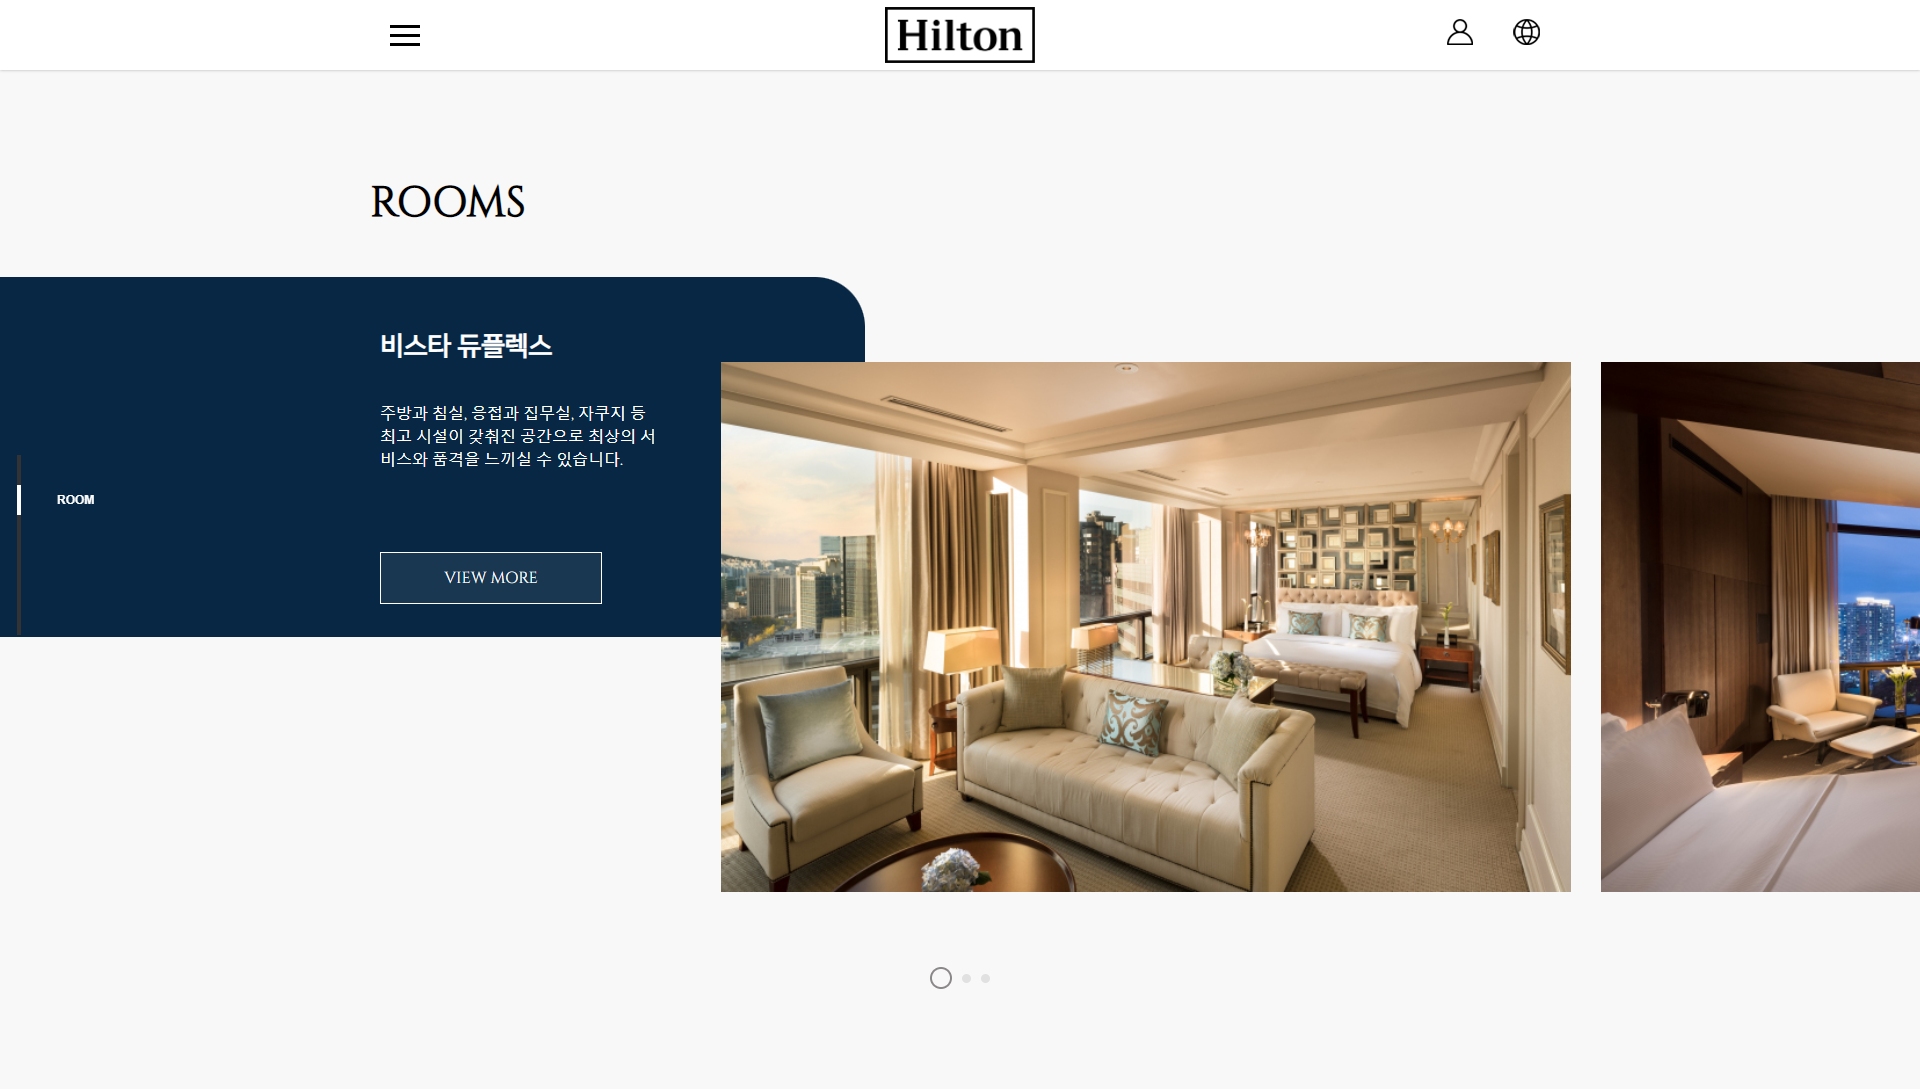 Hilton
ROOMS
비스타 듀플렉스
주방과 침실, 응접과 집무실, 자쿠지 등
최고 시설이 갖춰진 공간으로 최상의 서
비스와 품격을 느끼실 수 있습니다.
ROOM
VIEW MORE